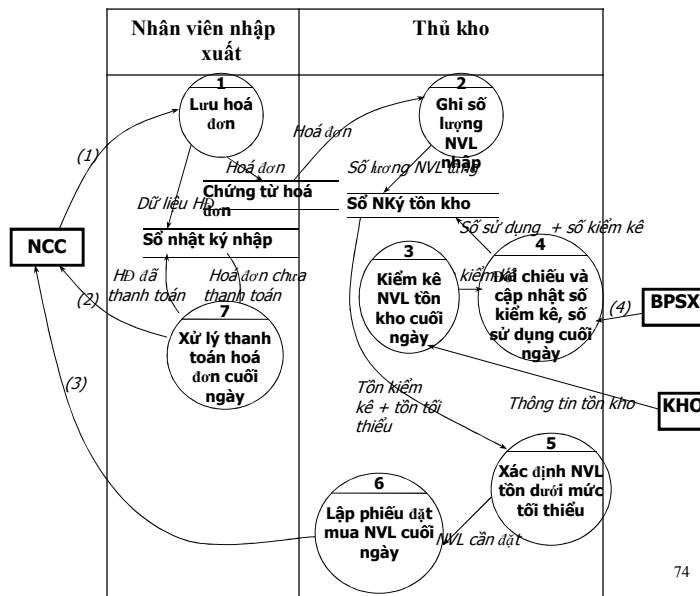 Nhân viên nhập
xuất
Thủ kho
1
Lưu hoá
đơn
2
Ghi số
lượng
NVL
nhập
(1)
Hoá đơn
Hoá đơn
Số lương NVL tăng
Dữ liệu HĐ
Chứng từ hoá
đơn
Sổ NKý tồn kho
Sổ nhật ký nhập
Số sử dụng + số kiểm kê
NCC
HĐ đã
thanh toán
Hoá đơn chưa
thanh toán
(2)
3
Kiểm kê
NVL tồn
kho cuối
ngày
kiểm kê
4
Đối chiếu và
cập nhật số
kiểm kê, số
sử dụng cuối
ngày
(4)
BPSX
7
Xử lý thanh
toán hoá
đơn cuối
ngày
(3)
Tồn kiểm
kê + tồn tối
thiểu
Thông tin tồn kho
KHO
5
Xác định NVL
tồn dưới mức
tối thiểu
6
Lập phiếu đặt
mua NVL cuối
ngày
NVL cần đặt
74